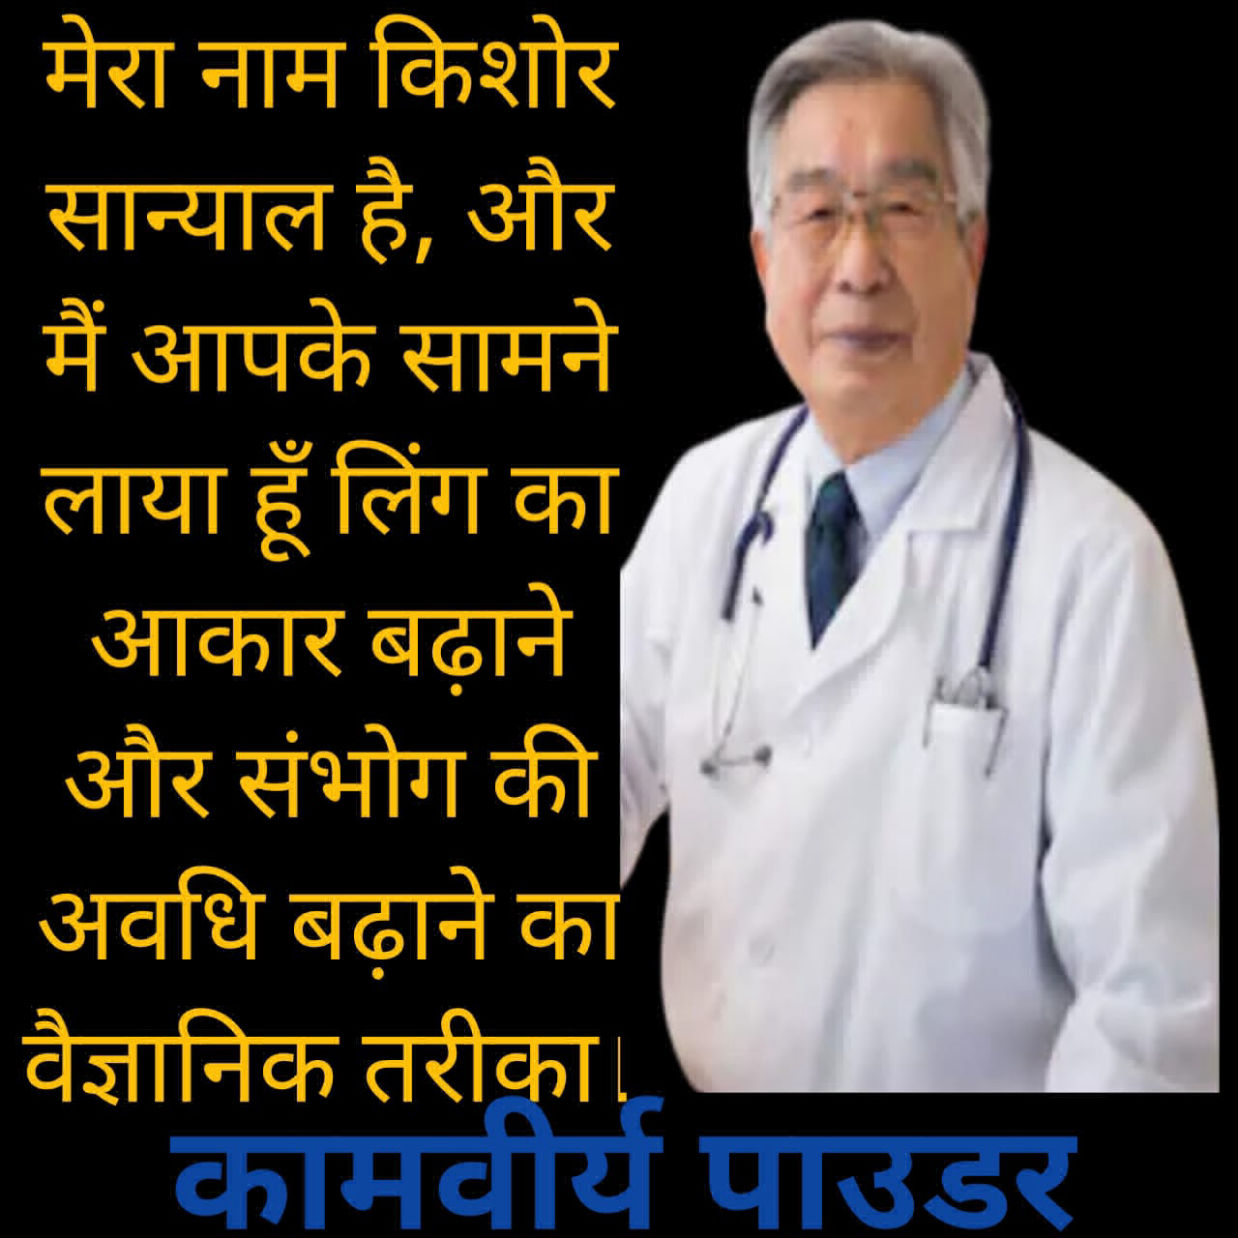 मेरा नाम किशोर
सान्याल है, और
मैं आपके सामने
लाया हूँ लिंग का
आकार बढ़ाने
और संभोग की
अवधि बढ़ाने का
वैज्ञानिक तरीका।
कामवीर्य पाउडर